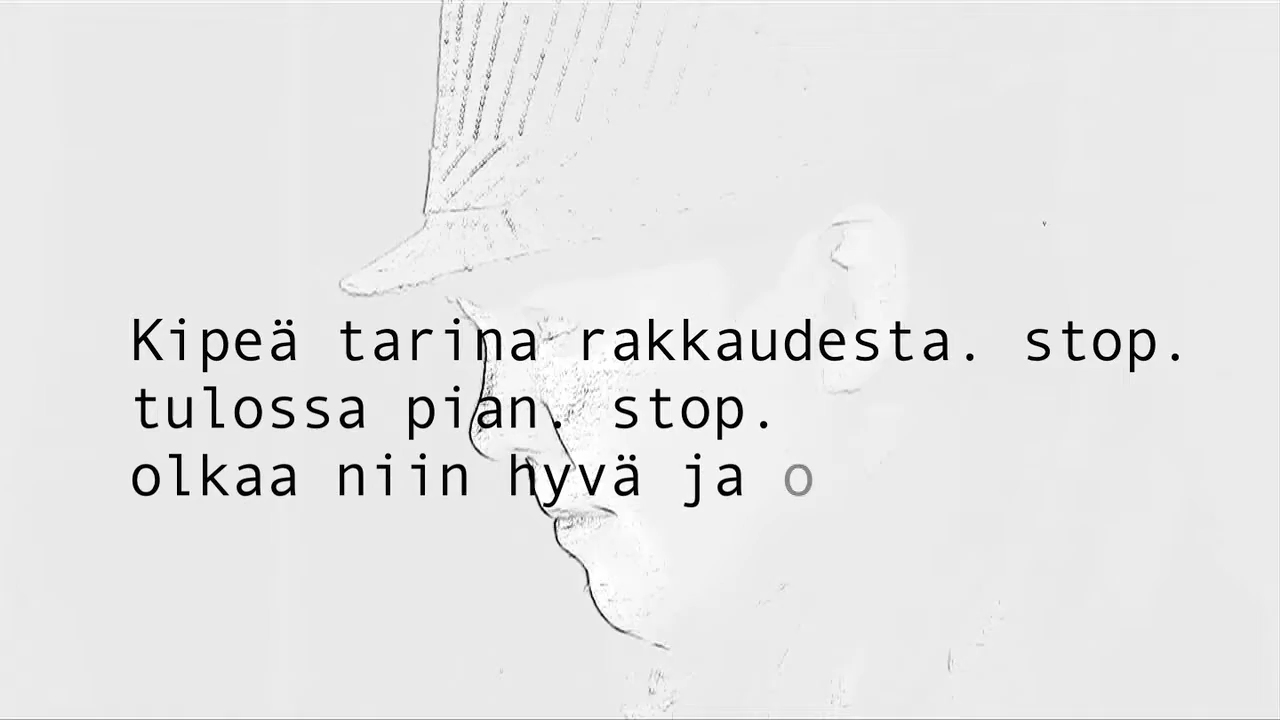 Kipeä tarina rakkaudesta. stop.
tulossa pian. stop.
olkaa niin hyvä ja o